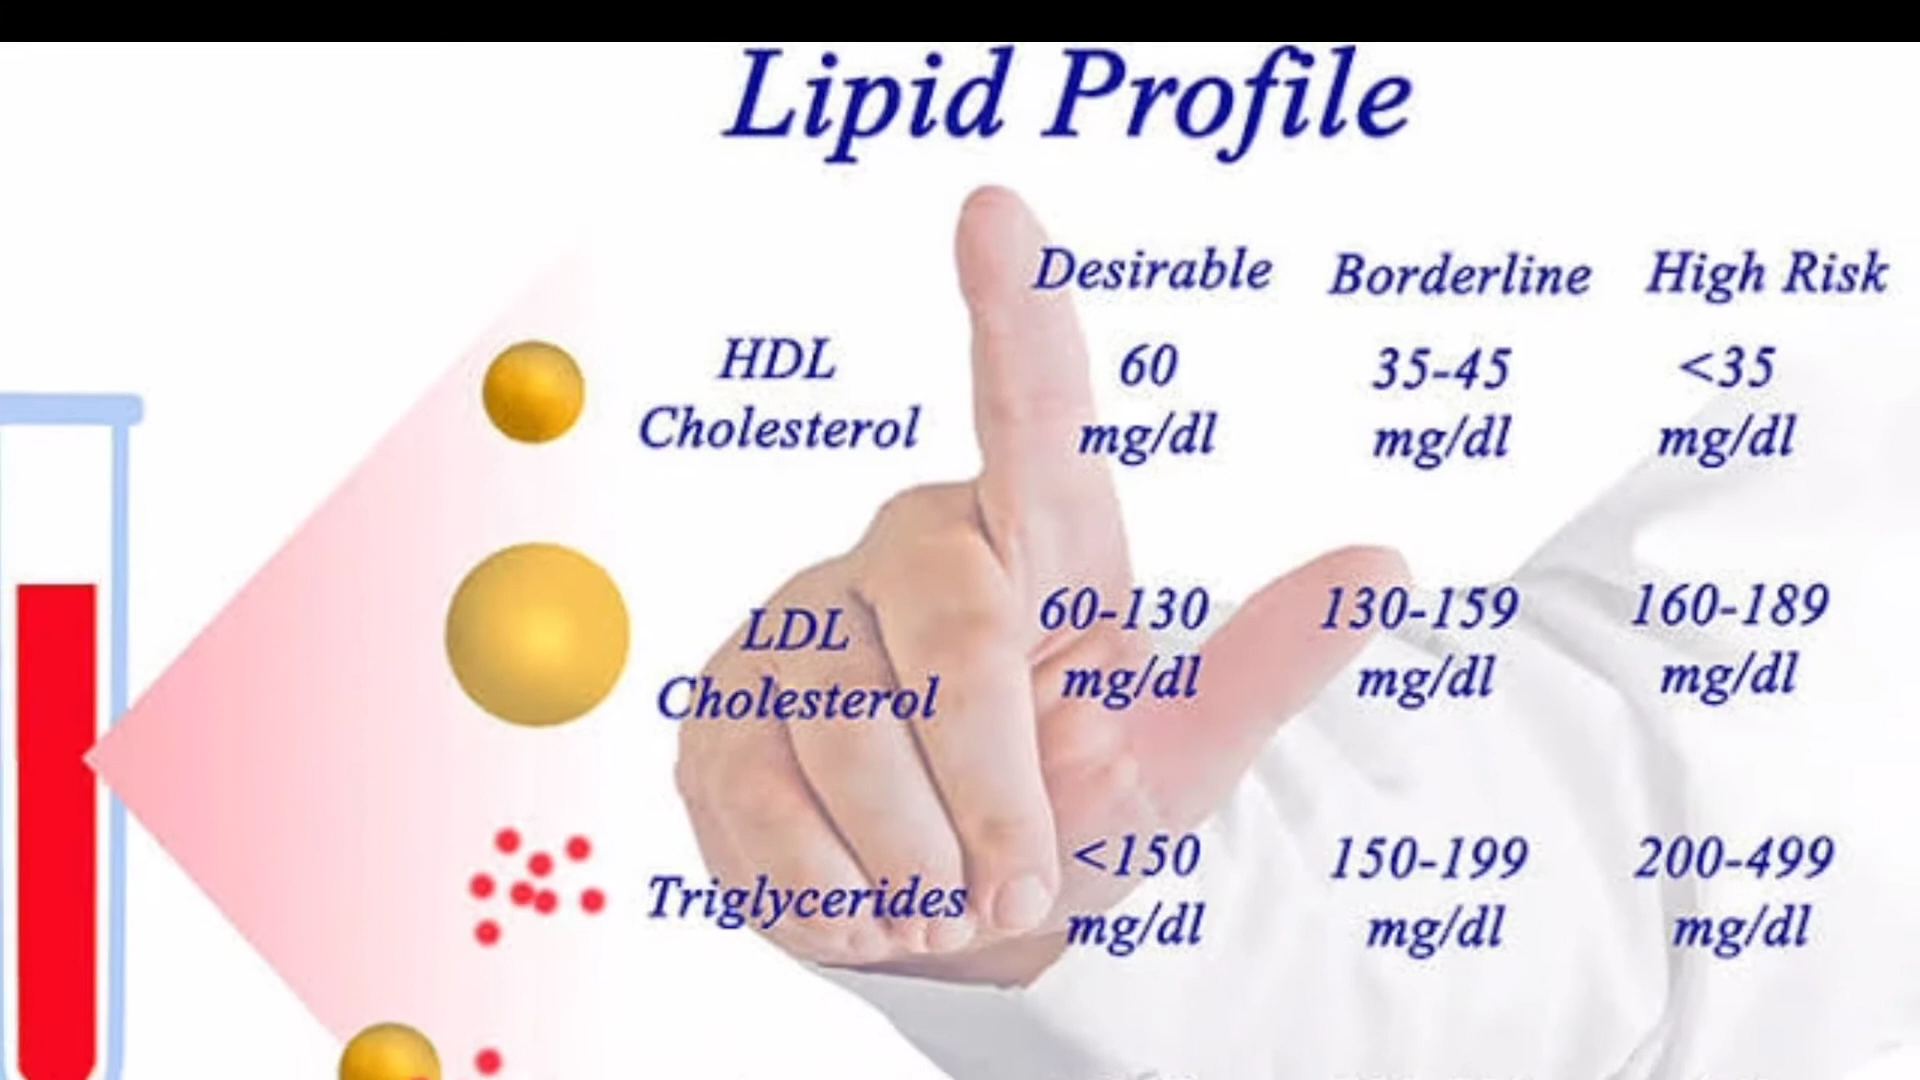 Lipid Profile
Desirable Borderline High Risk
HDL Cholesterol 60 mg/dl 35-45 mg/dl <35 mg/dl
LDL Cholesterol 60-130 mg/dl 130-159 mg/dl 160-189 mg/dl
Triglycerides <150 mg/dl 150-199 mg/dl 200-499 mg/dl